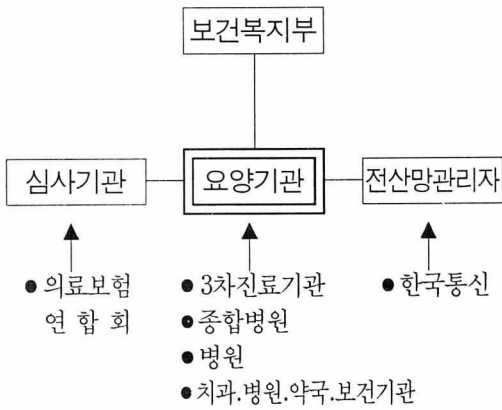 보건복지부
심사기관
요양기관
전산망관리자
● 의료보험
연 합 회
● 3차진료기관
● 종합병원
● 병원
● 치과.병원.약국.보건기관
● 한국통신